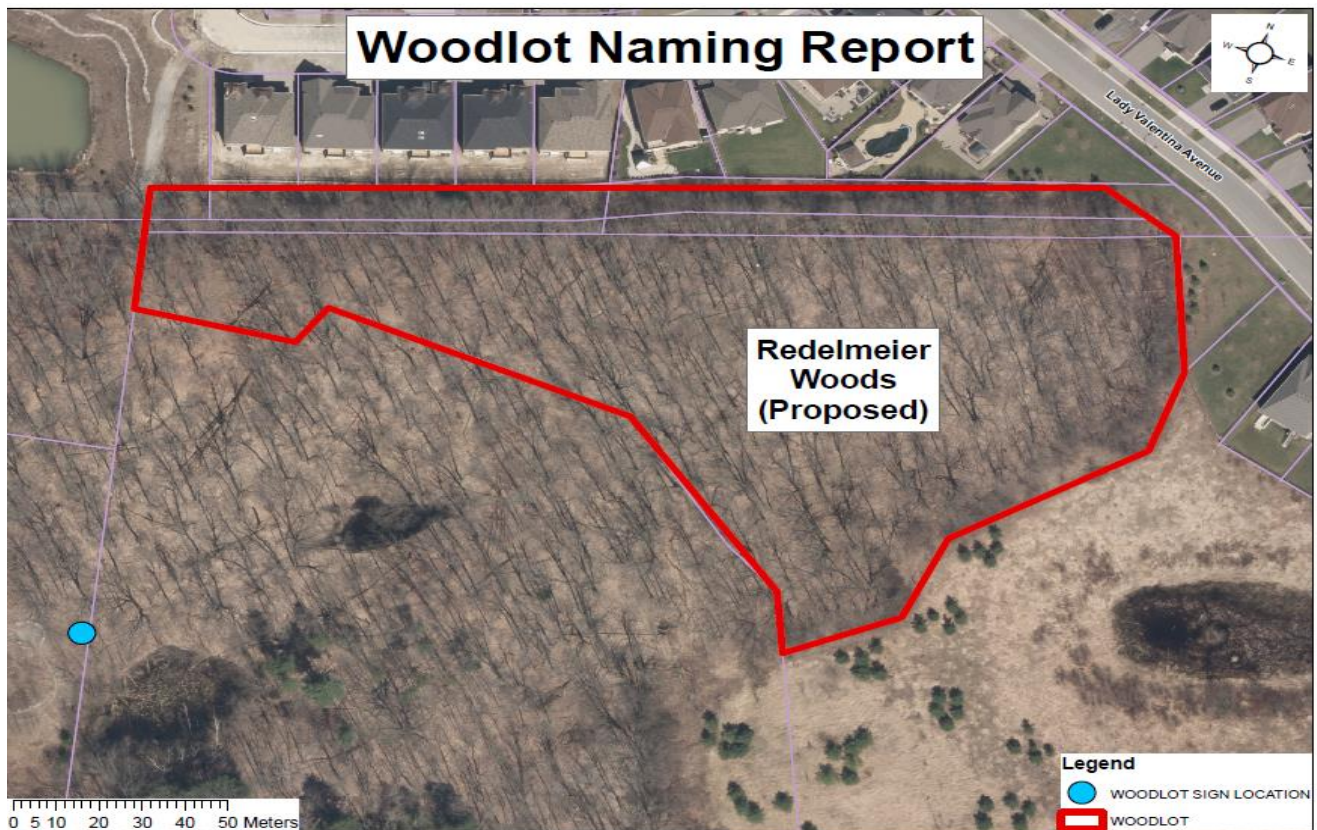 Woodlot Naming Report
N
W
E
S
Lady Valentina Avenue
Redelmeier
Woods
(Proposed)
Legend
WOODLOT SIGN LOCATION
WOODLOT
0 5 10 20 30 40 50 Meters